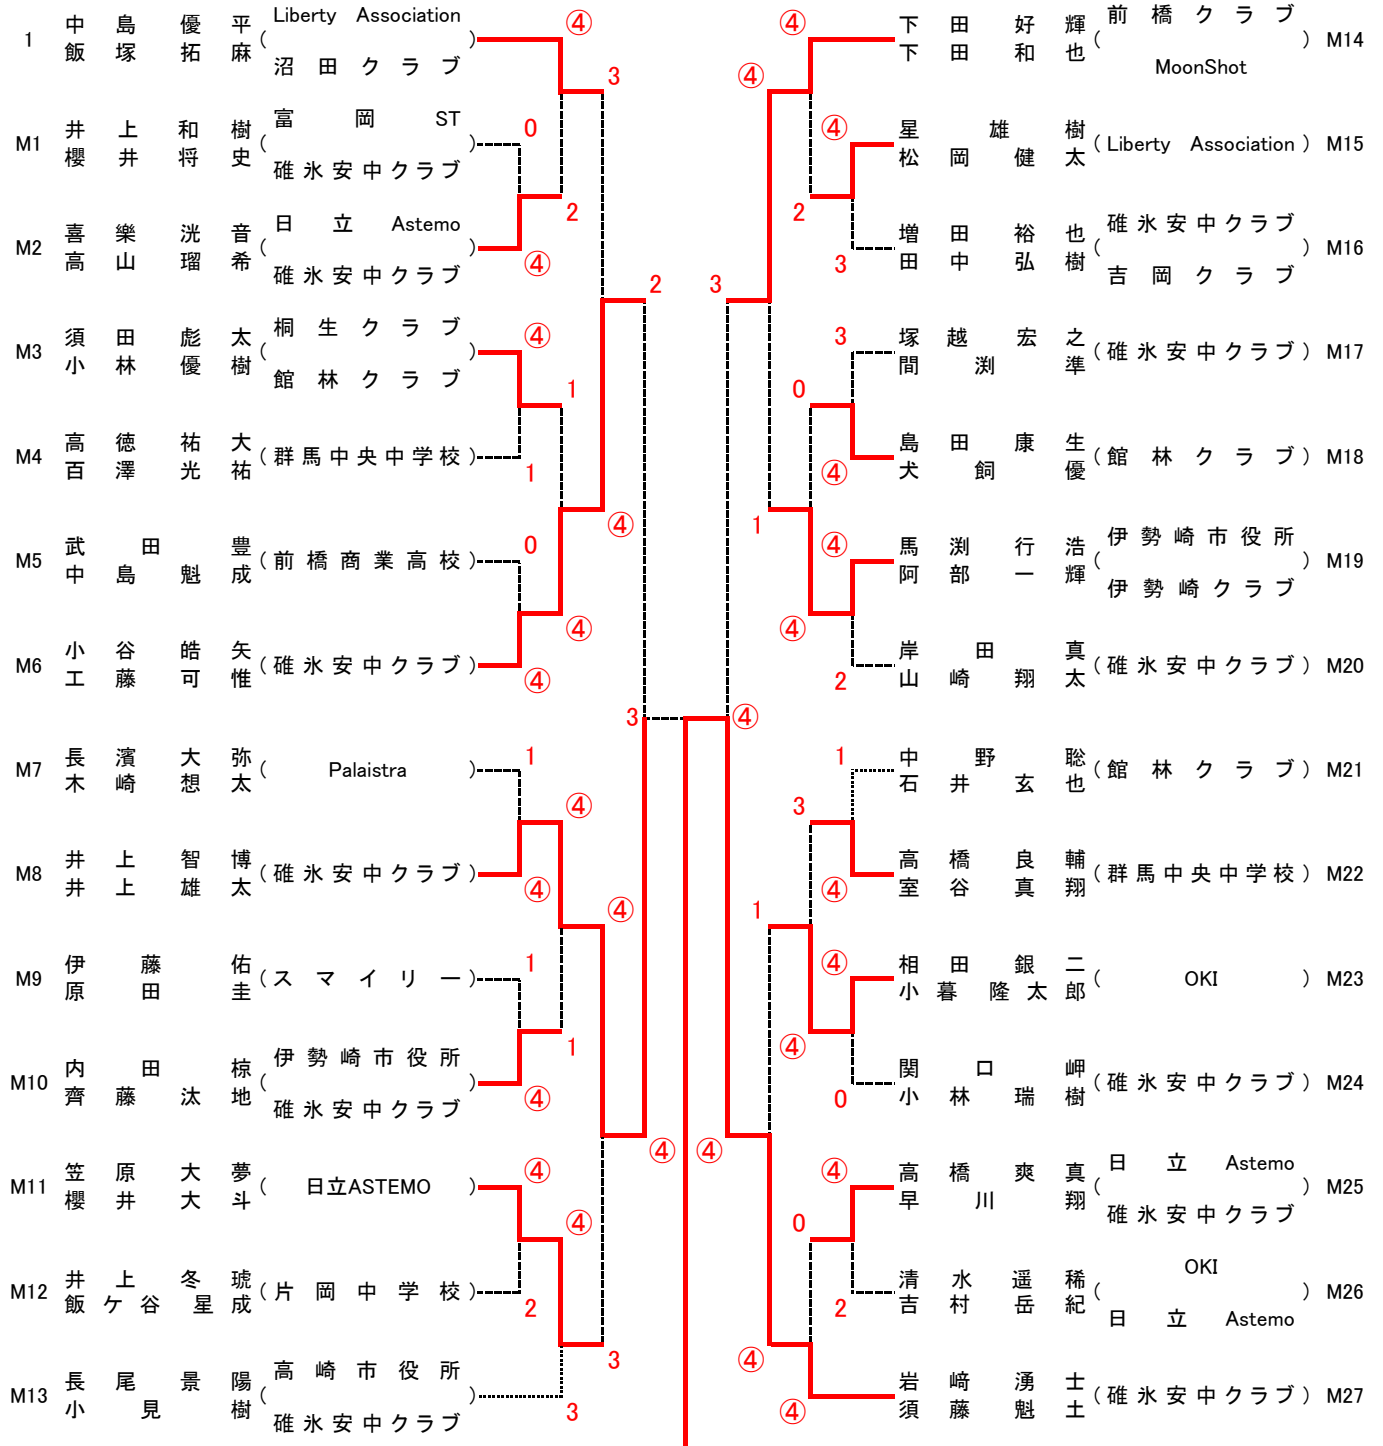 1 中島優平 飯塚拓麻 (Liberty Association 沼田クラブ) ④
3
M1 井上和樹 櫻井将史 (富岡ST 碓氷安中クラブ) 0
2
M2 喜樂洸音 高山瑠希 (日立Astemo 碓氷安中クラブ) ④
2
M3 須田彪太 小林優樹 (桐生クラブ 館林クラブ) ④
1
M4 高徳祐大 百澤光祐 (群馬中央中学校) 1
④
M5 武田豊 中島魁成 (前橋商業高校) 0
④
M6 小谷皓矢 工藤可惟 (碓氷安中クラブ) ④
3
M7 長濱大弥 木崎想太 (Palaistra) 1
④
M8 井上智博 井上雄太 (碓氷安中クラブ) ④
④
M9 伊藤佑 原田圭 (スマイリー) 1
1
M10 内田椋 齊藤汰地 (伊勢崎市役所 碓氷安中クラブ) ④
④
M11 笠原大夢 櫻井大斗 (日立ASTEMO) ④
④
M12 井上冬琥 飯ケ谷星成 (片岡中学校) 2
3
M13 長尾景陽 小見樹 (高崎市役所 碓氷安中クラブ) 3
④ 下田好輝 下田和也 (前橋クラブ MoonShot) M14
④
④ 星雄樹 松岡健太 (Liberty Association) M15
2
3 増田裕也 田中弘樹 (碓氷安中クラブ 吉岡クラブ) M16
3
3 塚越宏之 間渕準 (碓氷安中クラブ) M17
0
④ 島田康生 犬飼優 (館林クラブ) M18
1
④ 馬渕行浩 阿部一輝 (伊勢崎市役所 伊勢崎クラブ) M19
④
2 岸田真 山崎翔太 (碓氷安中クラブ) M20
④
1 中野聡 石井玄也 (館林クラブ) M21
3
④ 高橋良輔 室谷真翔 (群馬中央中学校) M22
1
④ 相田銀二 小暮隆太郎 (OKI) M23
④
0 関口岬 小林瑞樹 (碓氷安中クラブ) M24
④
④ 高橋爽真 早川翔 (日立Astemo 碓氷安中クラブ) M25
0
2 清水遥稀 吉村岳紀 (OKI 日立Astemo) M26
④
④ 岩﨑湧士 須藤魁土 (碓氷安中クラブ) M27